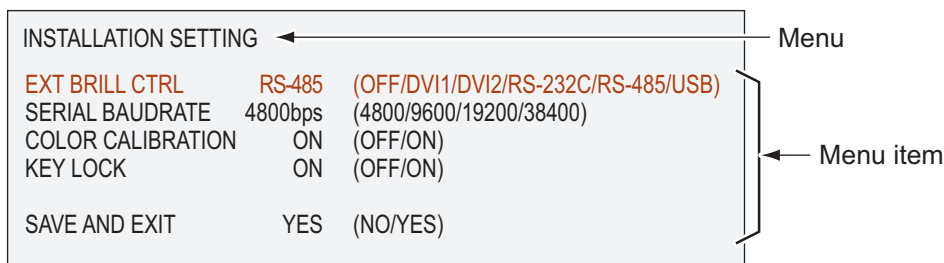 INSTALLATION SETTING
Menu
EXT BRILL CTRL RS-485 (OFF/DVI1/DVI2/RS-232C/RS-485/USB)
SERIAL BAUDRATE 4800bps (4800/9600/19200/38400)
COLOR CALIBRATION ON (OFF/ON)
KEY LOCK ON (OFF/ON)
Menu item
SAVE AND EXIT YES (NO/YES)